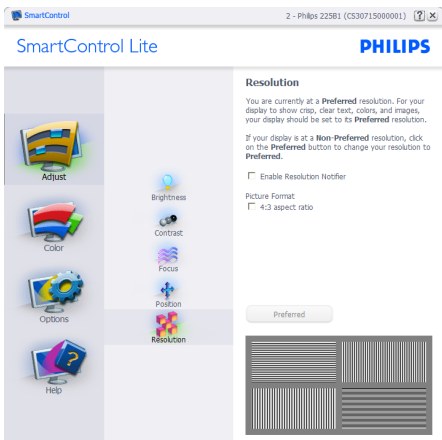 SmartControl
2 - Philips 225B1 (CS30715000001)
SmartControl Lite
PHILIPS
Adjust
Color
Options
Help
Brightness
Contrast
Focus
Position
Resolution
Resolution
You are currently at a Preferred resolution. For your
display to show crisp, clear text, colors, and images,
your display should be set to its Preferred resolution.
If your display is at a Non-Preferred resolution, click
on the Preferred button to change your resolution to
Preferred.
Enable Resolution Notifier
Picture Format
4:3 aspect ratio
Preferred